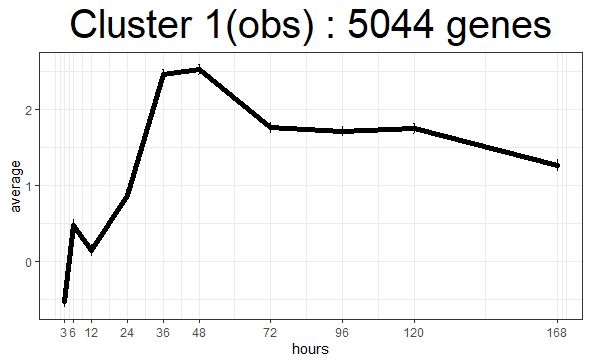 Cluster 1(obs) : 5044 genes
average
2
1
0
3 6 12 24 36 48 72 96 120 168
hours